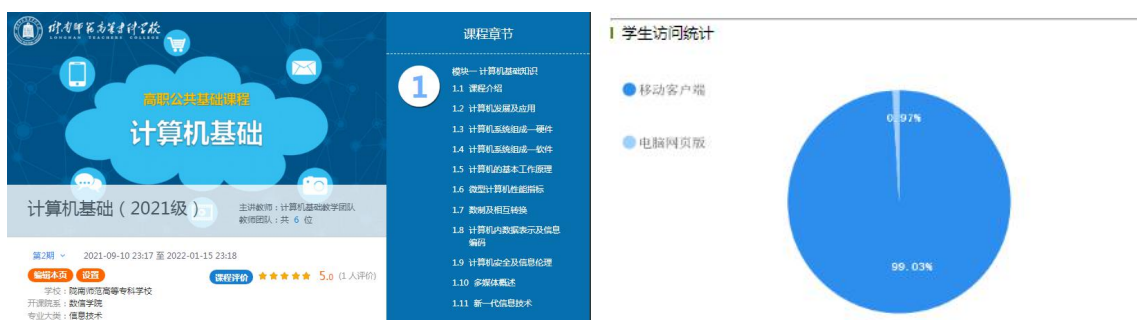 陇南师范高等专科学校
LONGNAN TEACHERS COLLEGE
高职公共基础课程
计算机基础
计算机基础（2021级）
主讲教师：计算机基础教学团队
教师团队：共 6 位
第2期
2021-09-10 23:17 至 2022-01-15 23:18
编辑本页 设置
课程评价 5.0 (1 人评价)
学校：陇南师范高等专科学校
开课院系：数信学院
专业大类：信息技术
课程章节
1
模块一 计算机基础知识
1.1 课程介绍
1.2 计算机发展及应用
1.3 计算机系统组成—硬件
1.4 计算机系统组成—软件
1.5 计算机的基本工作原理
1.6 微型计算机性能指标
1.7 数制及相互转换
1.8 计算机内数据表示及信息
编码
1.9 计算机安全及信息伦理
1.10 多媒体概述
1.11 新一代信息技术
学生访问统计
移动客户端
电脑网页版
0.97%
99.03%